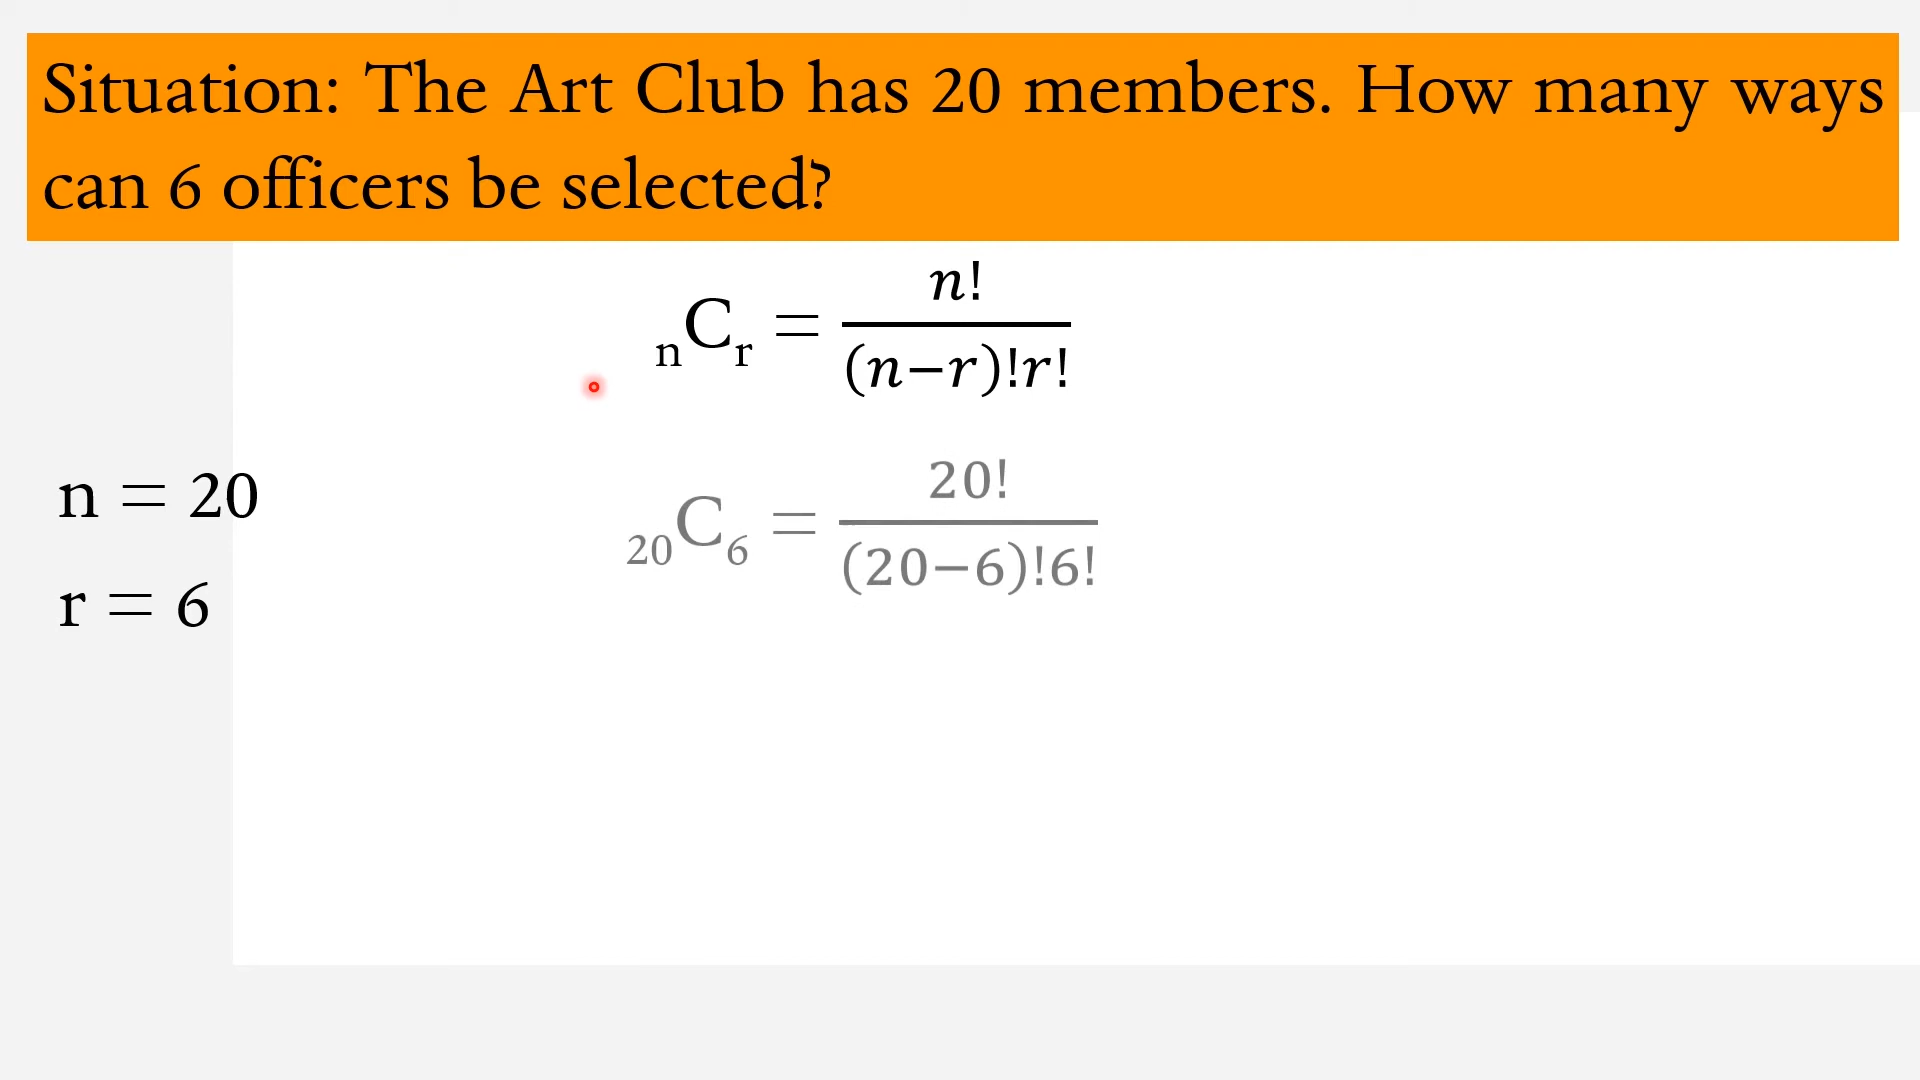 Situation: The Art Club has 20 members. How many ways
can 6 officers be selected?
nCr = n! / (n−r)!r!
n = 20
20C6 = 20! / (20−6)!6!
r = 6